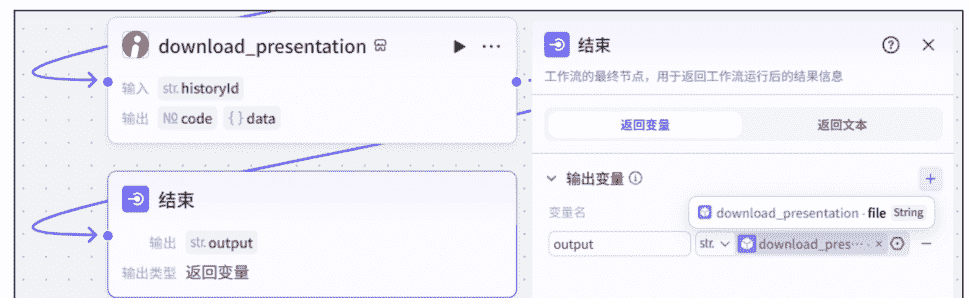 download_presentation
输入 str. historyId
输出 NO code { } data
结束
输出 str. output
输出类型 返回变量
结束
工作流的最终节点，用于返回工作流运行后的结果信息
返回变量 返回文本
输出变量
变量名
download_presentation · file String
output str. download_pres··· ·